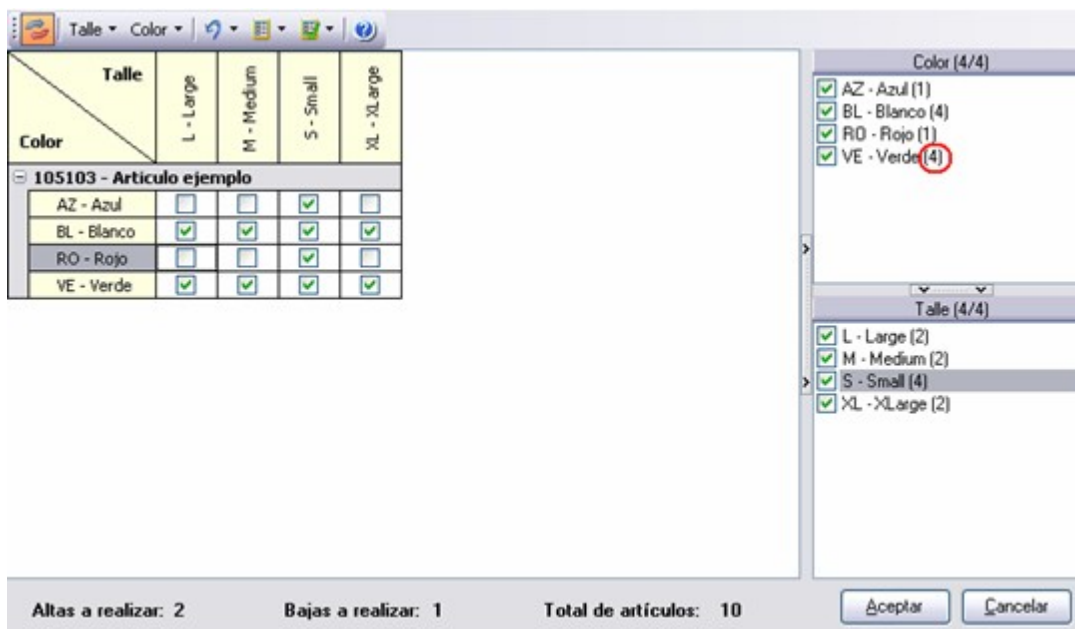 Talle Color
Talle
Color
L - Large
M - Medium
S - Small
XL - XLarge
105103 - Articulo ejemplo
AZ - Azul
BL - Blanco
RO - Rojo
VE - Verde
Color (4/4)
AZ - Azul (1)
BL - Blanco (4)
RO - Rojo (1)
VE - Verde (4)
Talle (4/4)
L - Large (2)
M - Medium (2)
S - Small (4)
XL - XLarge (2)
Altas a realizar: 2 Bajas a realizar: 1 Total de artículos: 10
Aceptar Cancelar